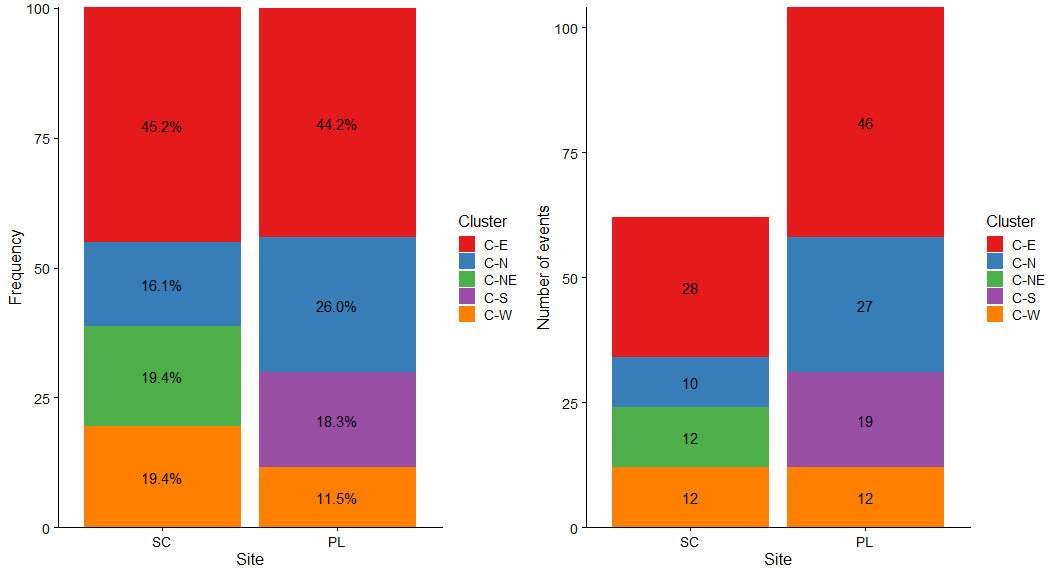 100
75
50
25
0
Frequency
45.2%
16.1%
19.4%
19.4%
44.2%
26.0%
18.3%
11.5%
SC
PL
Site
Cluster
C-E
C-N
C-NE
C-S
C-W
100
75
50
25
0
Number of events
28
10
12
12
46
27
19
12
SC
PL
Site
Cluster
C-E
C-N
C-NE
C-S
C-W